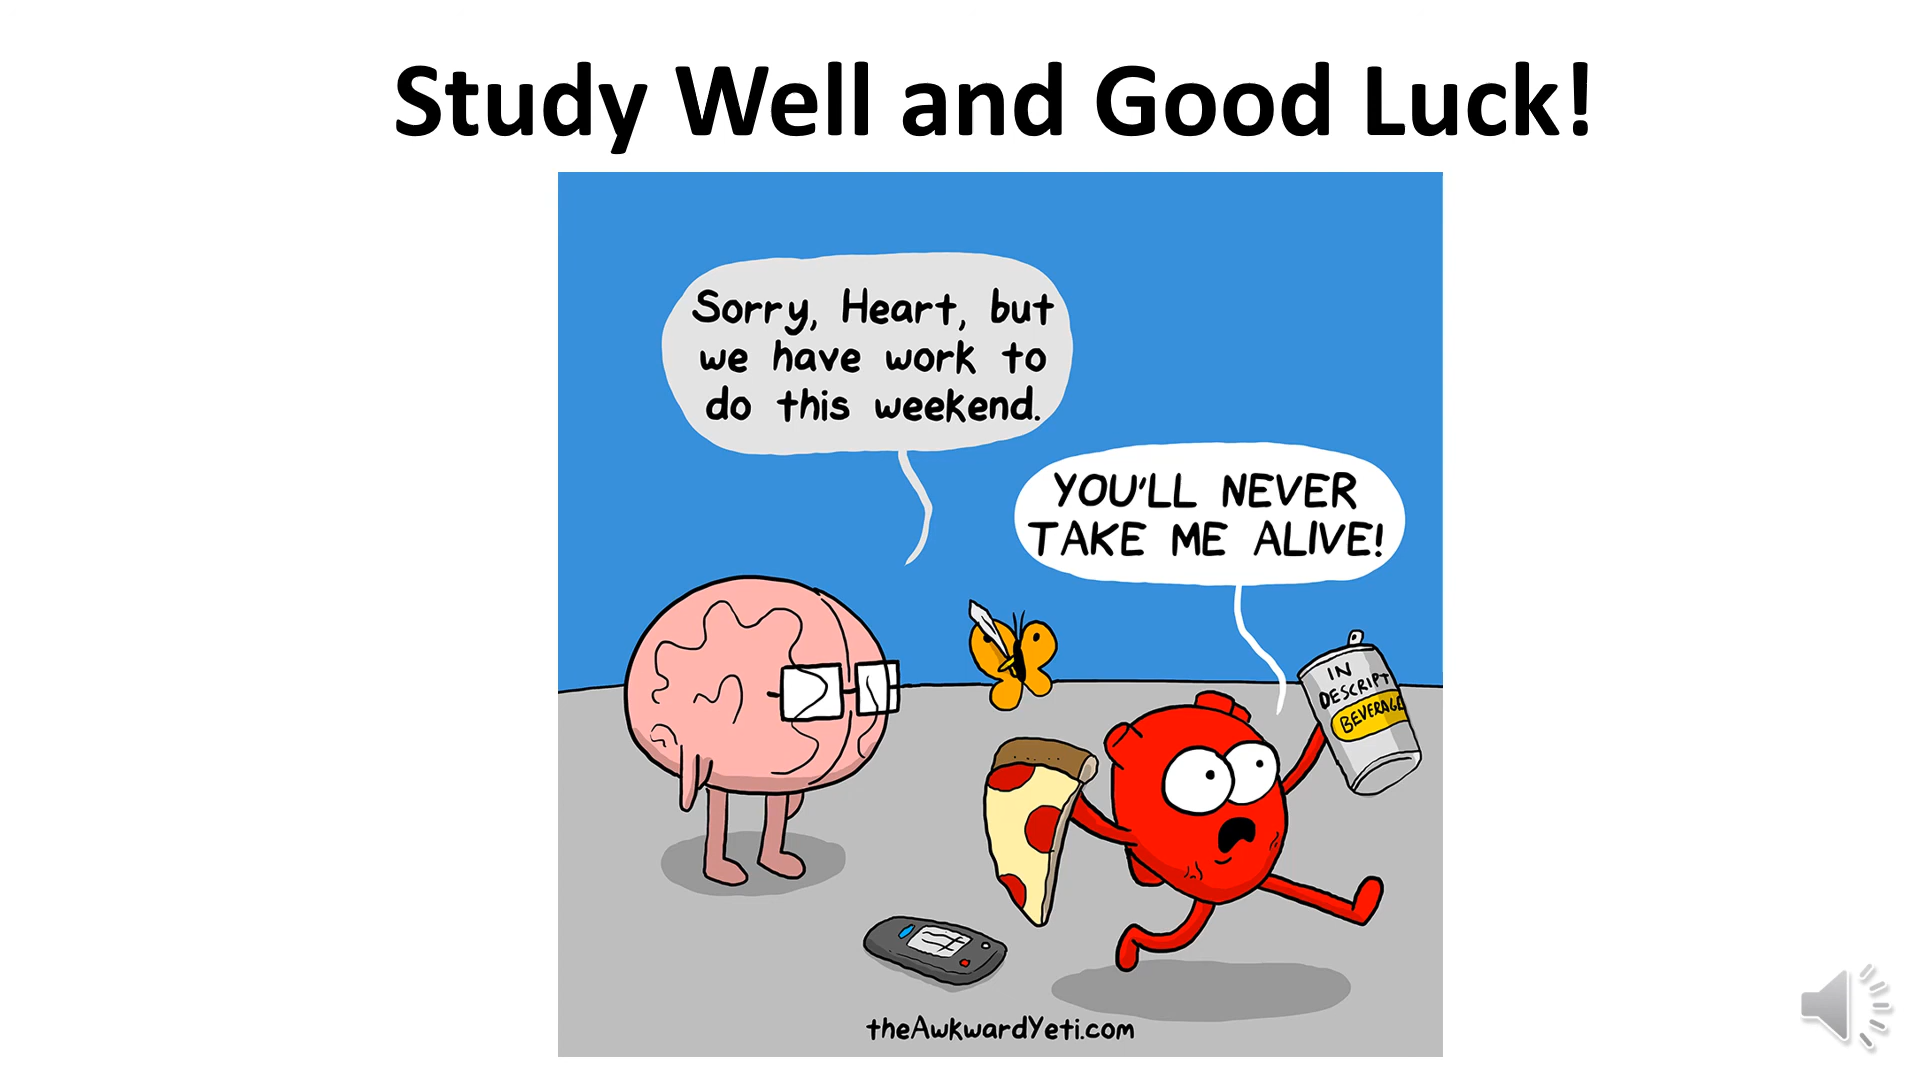 Study Well and Good Luck!
Sorry, Heart, but
we have work to
do this weekend.
YOU'LL NEVER
TAKE ME ALIVE!
IN
DESCRIPT
BEVERAGE
theAwkwardYeti.com